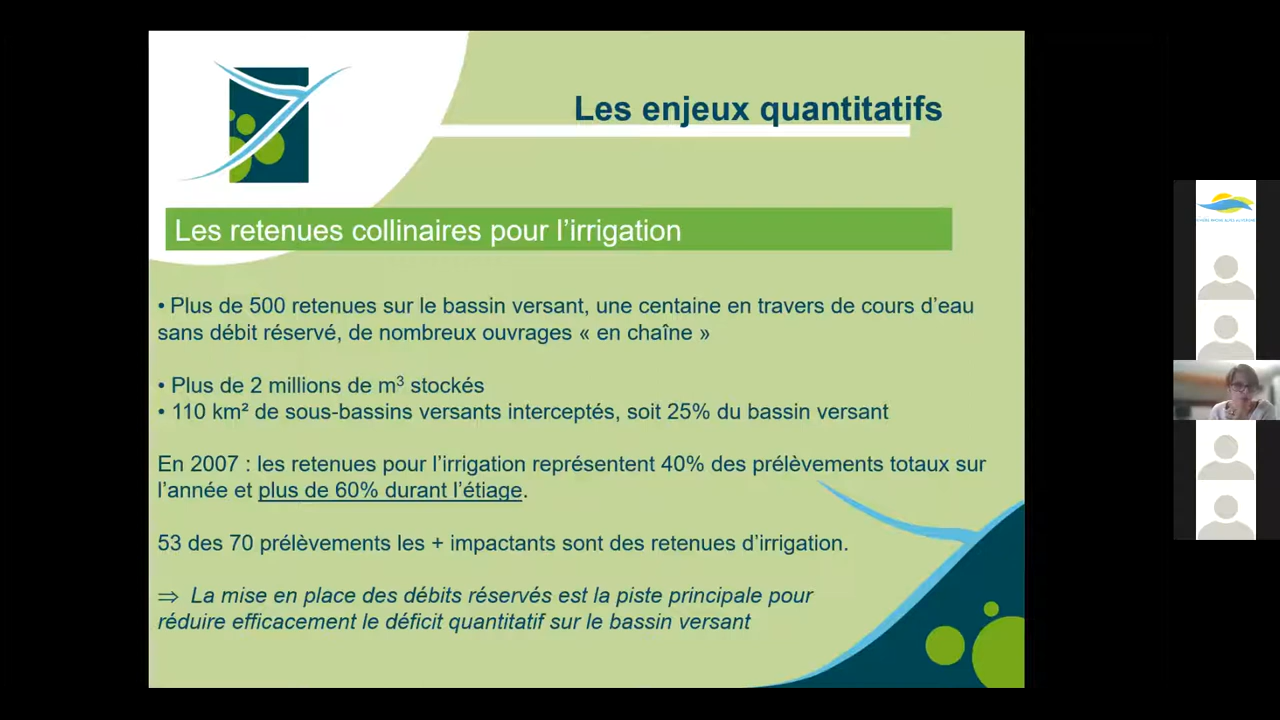 Les enjeux quantitatifs
Les retenues collinaires pour l’irrigation
• Plus de 500 retenues sur le bassin versant, une centaine en travers de cours d’eau
sans débit réservé, de nombreux ouvrages « en chaîne »
• Plus de 2 millions de m³ stockés
• 110 km² de sous-bassins versants interceptés, soit 25% du bassin versant
En 2007 : les retenues pour l’irrigation représentent 40% des prélèvements totaux sur
l’année et plus de 60% durant l’étiage.
53 des 70 prélèvements les + impactants sont des retenues d’irrigation.
⇒ La mise en place des débits réservés est la piste principale pour
réduire efficacement le déficit quantitatif sur le bassin versant